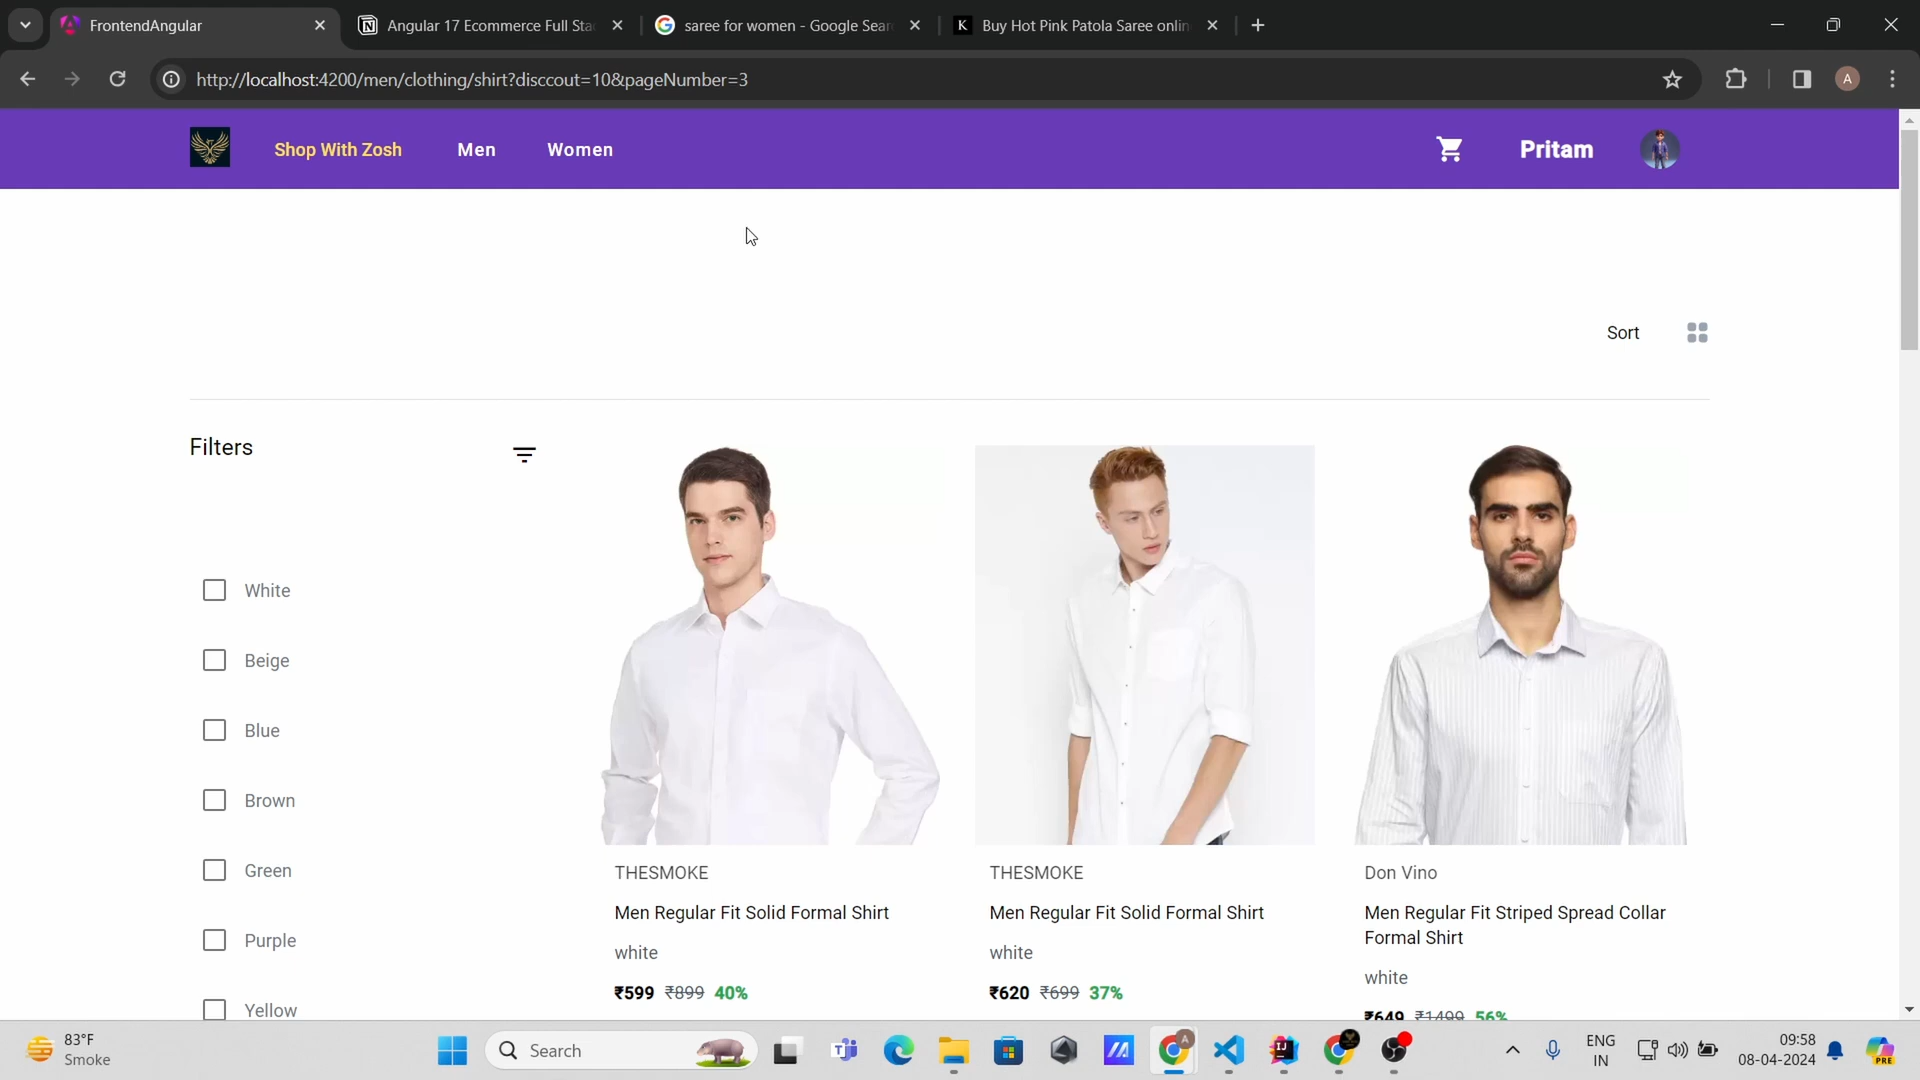 FrontendAngular
Angular 17 Ecommerce Full Sta
saree for women - Google Sear
K
Buy Hot Pink Patola Saree onlin
http://localhost:4200/men/clothing/shirt?disccout=10&pageNumber=3
A
Shop With Zosh
Men
Women
Pritam
Sort
Filters
White
Beige
Blue
Brown
Green
Purple
Yellow
THESMOKE
Men Regular Fit Solid Formal Shirt
white
₹599 ₹899 40%
THESMOKE
Men Regular Fit Solid Formal Shirt
white
₹620 ₹699 37%
Don Vino
Men Regular Fit Striped Spread Collar
Formal Shirt
white
₹649 ₹1499 56%
83°F
Smoke
Search
A
ENG
IN
09:58
08-04-2024
PRE